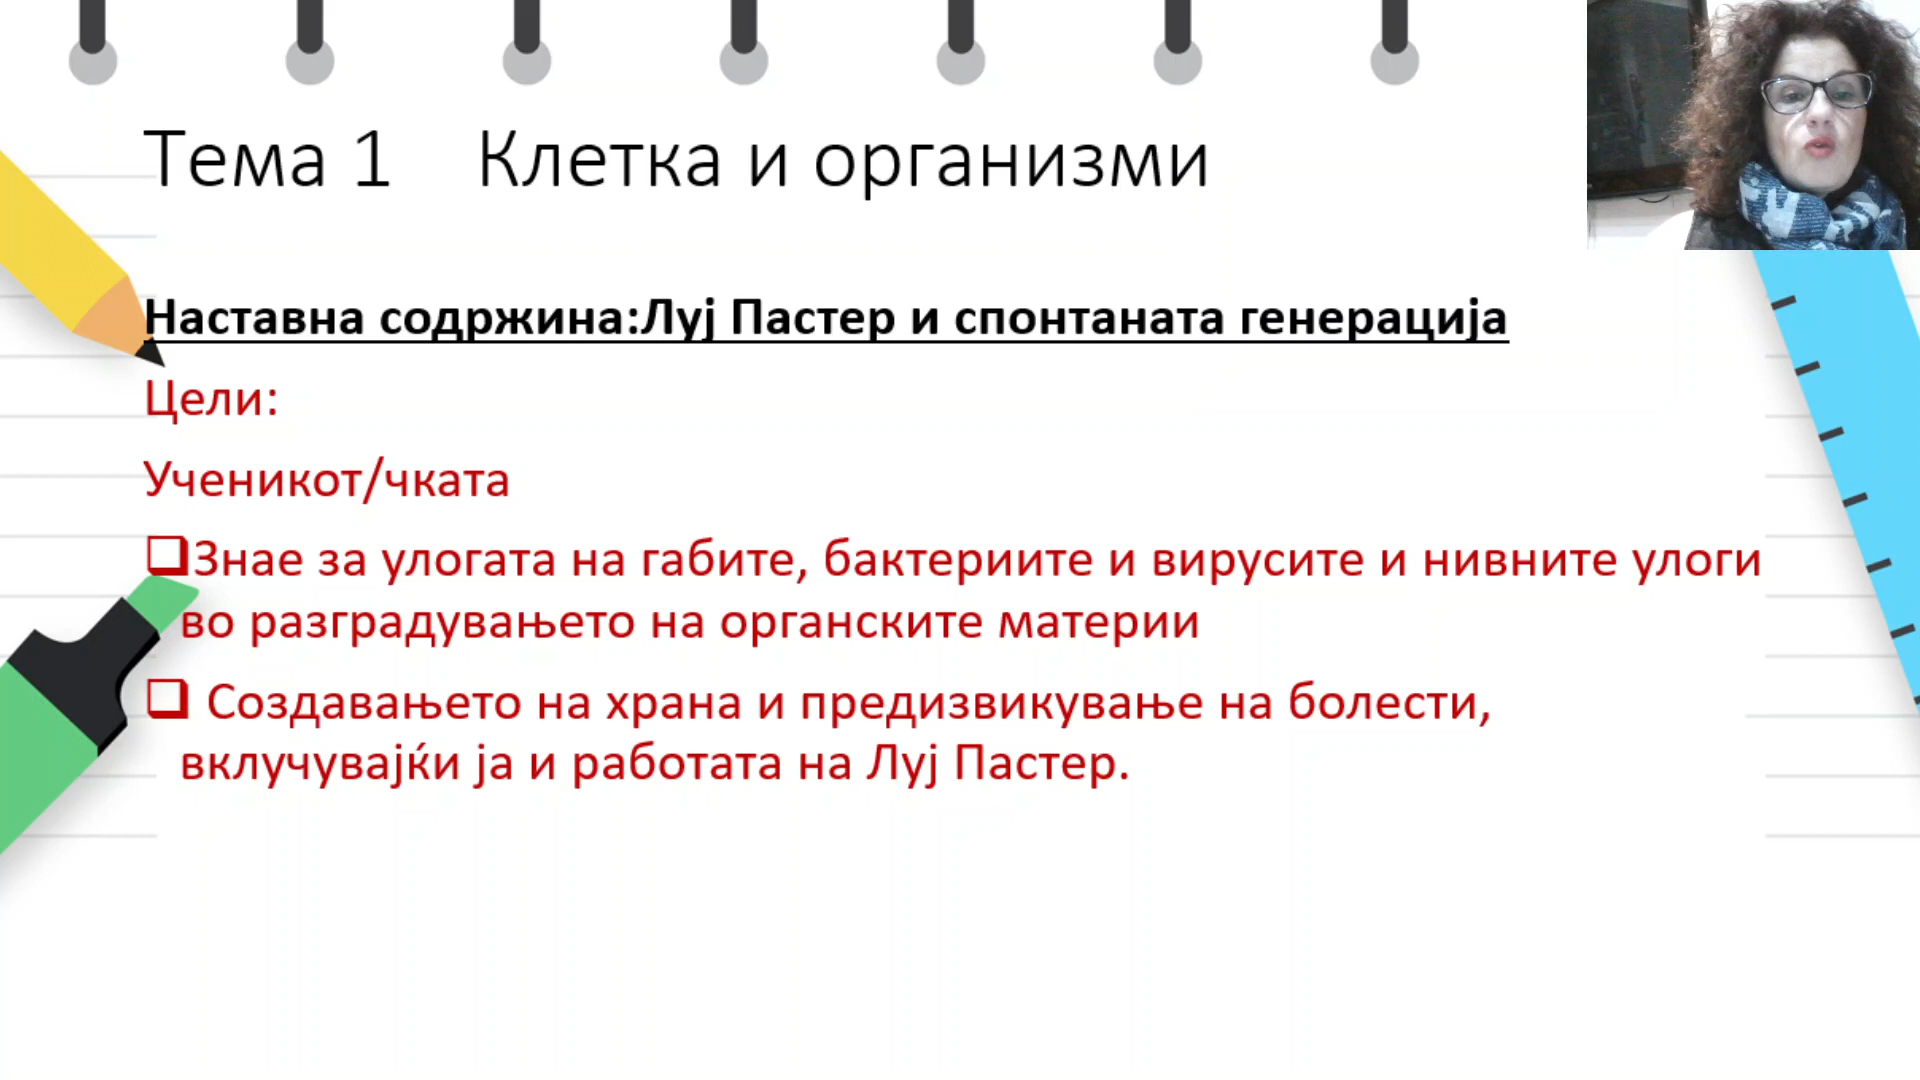 Тема 1 Клетка и организми
Наставна содржина:Луј Пастер и спонтаната генерација
Цели:
Ученикот/чката
Знае за улогата на габите, бактериите и вирусите и нивните улоги
во разградувањето на органските материи
Создавањето на храна и предизвикување на болести,
вклучувајќи ја и работата на Луј Пастер.